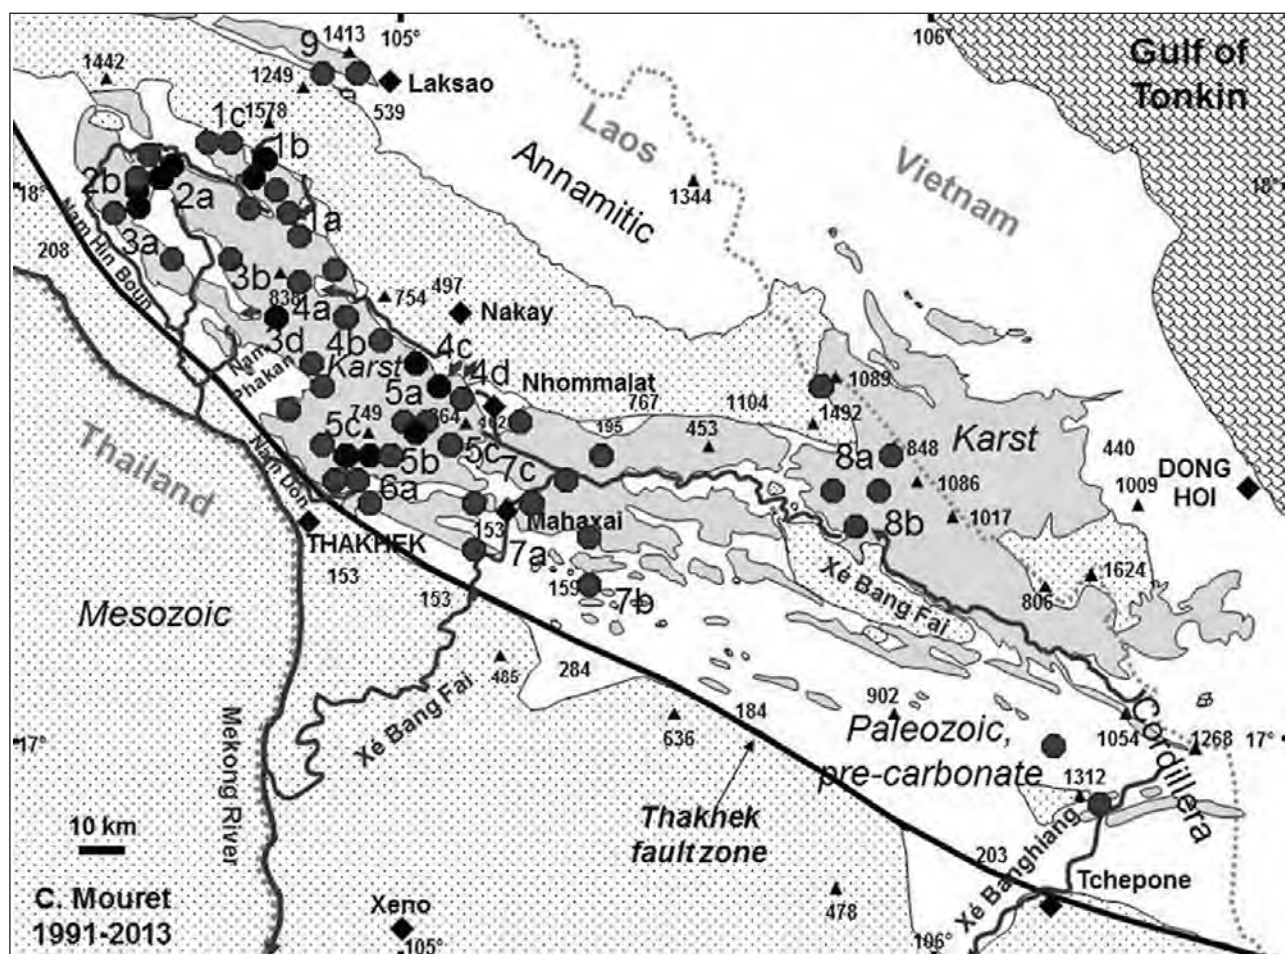 1413
105°
106°
Gulf of
Tonkin
9
1442
1249
Laksao
539
Laos
1c
1578
1b
Annamitic
Vietnam
1344
2b
2a
18°
18°
1a
Nam Hin Boun
3a
208
3b
838
497
754
4a
Nakay
3d
4b
4c
Nam
Phakan
Karst
4d
Nhommalat
5a
1089
767
1104
1492
Thailand
749
195
453
Karst
5c
5c
848
440
8a
5b
7c
DONG
HOI
Nam Don
6a
1086
1009
153
Mahaxai
1017
8b
THAKHEK
7a
153
1624
Xé Bang Fai
159
806
153
7b
Mesozoic
485
284
Xé Bang Fai
902
184
636
Paleozoic,
pre-carbonate
1054
1268
Cordillera
17°
17°
Mekong River
1312
10 km
Thakhek
fault zone
203
Xé Banghiang
Tchepone
C. Mouret
1991-2013
Xeno
478
105°
106°